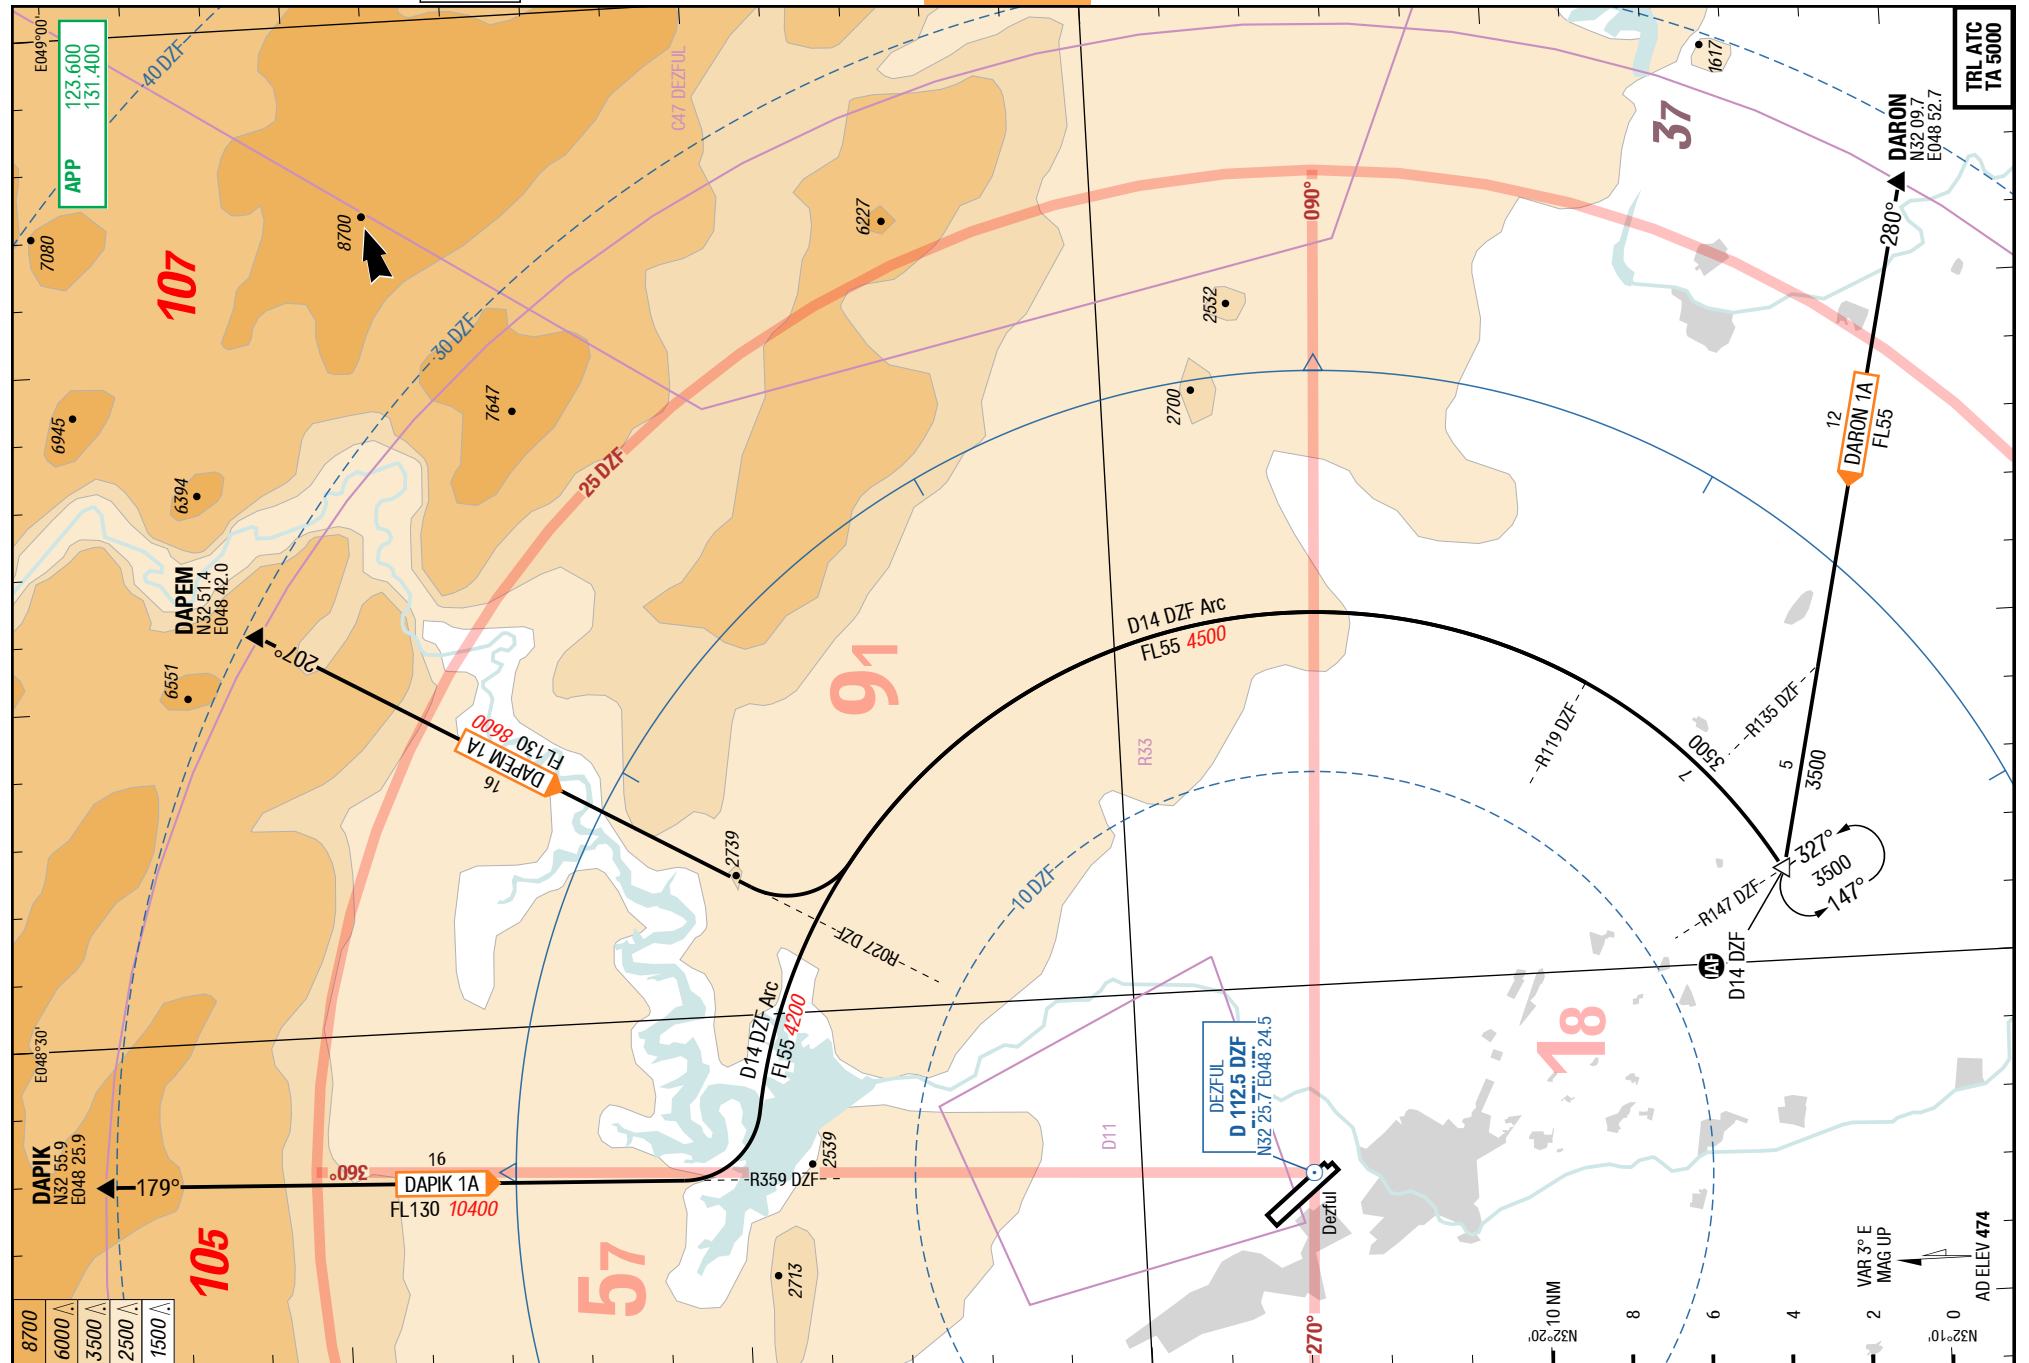 E049°00'
APP 123.600
131.400
40 DZF
C47 DEZFUL
1617
TRL ATC
TA 5000
37
DARON
N32 09.7
E048 52.7
7080
107
8700
6227
090°
280°
30 DZF
2532
6945
7647
2700
12
DARON 1A
FL55
6394
25 DZF
DAPEM
N32 51.4
E048 42.0
207°
6551
D14 DZF Arc
FL55 4500
91
DAPEM 1A
FL130 8600
16
R33
R119 DZF
R135 DZF
7
3500
5
3500
2739
10 DZF
R027 DZF
R147 DZF
327°
3500
147°
IAF
D14 DZF
D14 DZF Arc
FL55 4200
E048°30'
18
DEZFUL
D 112.5 DZF
N32 25.7 E048 24.5
D11
DAPIK
N32 55.9
E048 25.9
179°
360°
16
DAPIK 1A
FL130 10400
R359 DZF
2539
Dezful
105
57
2713
270°
VAR 3° E
MAG UP
AD ELEV 474
8700
6000
3500
2500
1500
N32°20'
10 NM
8
6
4
2
0
N32°10'